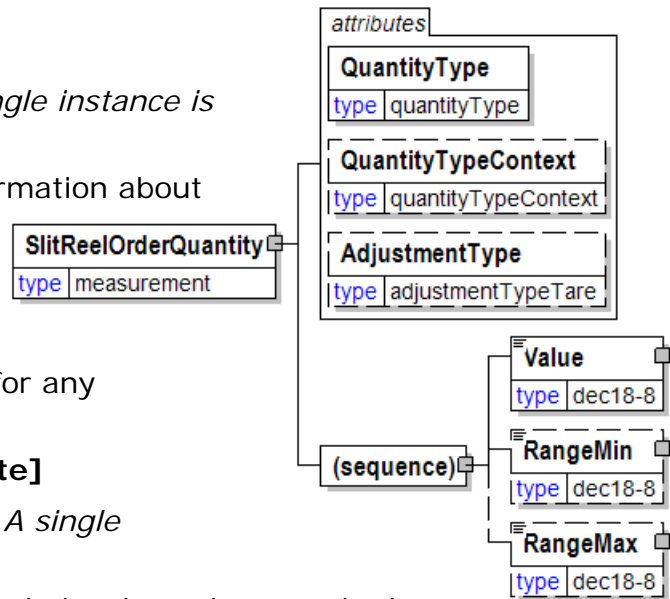 attributes
QuantityType
type quantityType
ngle instance is
QuantityTypeContext
type quantityTypeContext
rmation about
SlitReelOrderQuantity
type measurement
AdjustmentType
type adjustmentTypeTare
Value
type dec18-8
for any
(sequence)
RangeMin
type dec18-8
te]
A single
RangeMax
type dec18-8